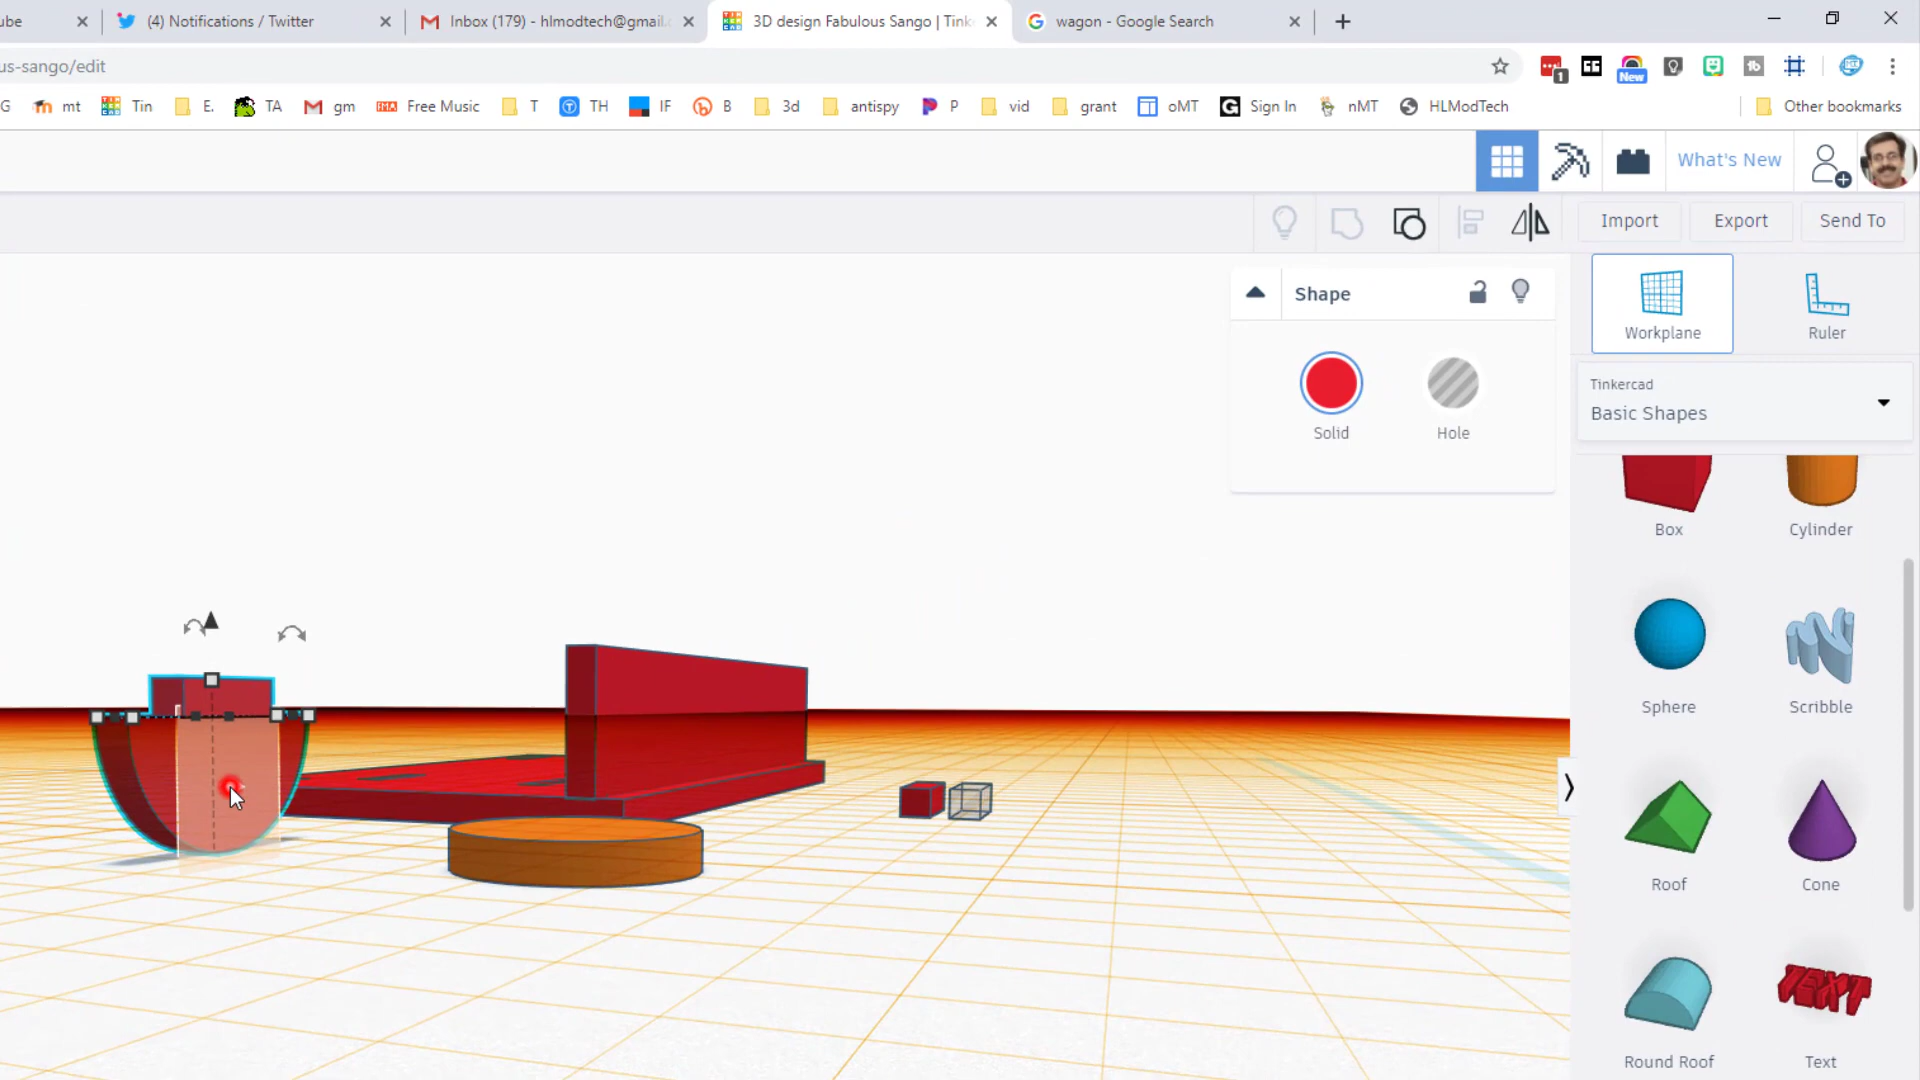 ube
(4) Notifications / Twitter
Inbox (179) - hlmodtech@gmail.c
3D design Fabulous Sango | Tink
wagon - Google Search
us-sango/edit
1
New
G
mt
Tin
E.
TA
gm
Free Music
T
TH
IF
B
3d
antispy
P
vid
grant
oMT
Sign In
nMT
HLModTech
Other bookmarks
What's New
Import
Export
Send To
Shape
Solid
Hole
Workplane
Ruler
Tinkercad
Basic Shapes
Box
Cylinder
Sphere
Scribble
Roof
Cone
Round Roof
TEXT
Text